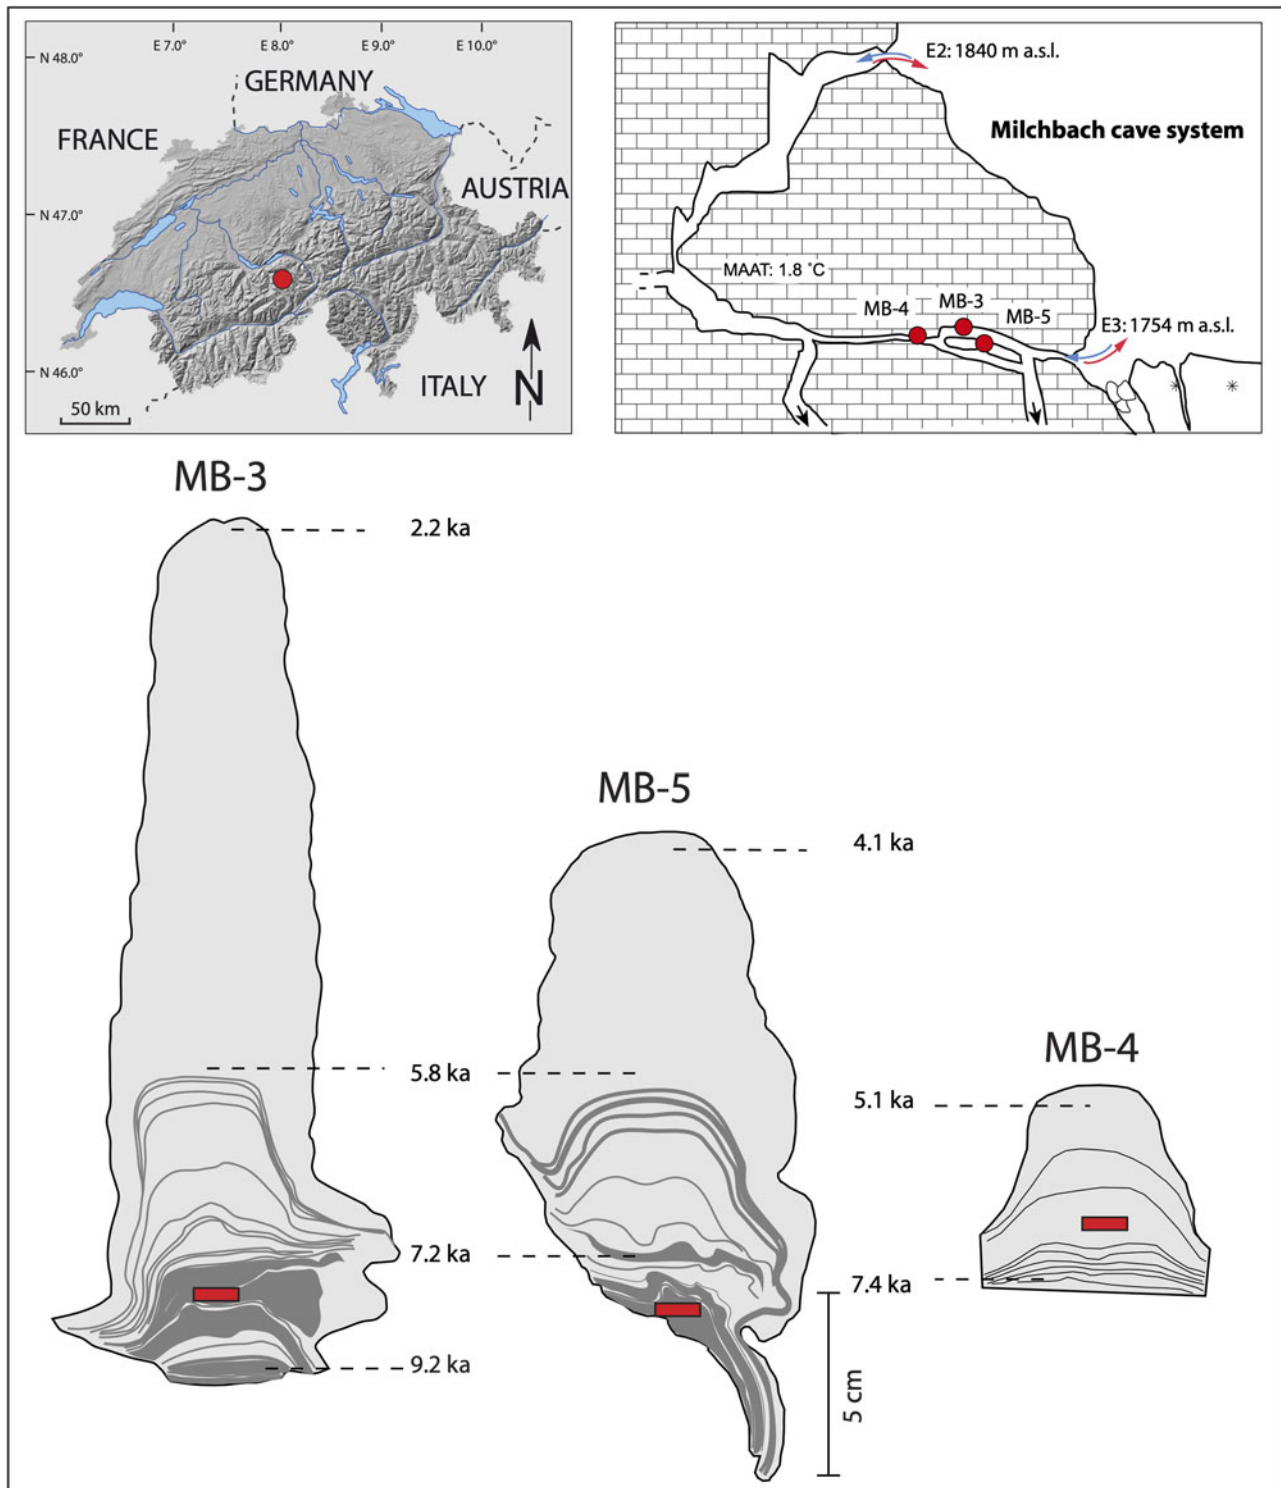 E 7.0° E 8.0° E 9.0° E 10.0°
N 48.0°
N 47.0°
N 46.0°
GERMANY
FRANCE
AUSTRIA
ITALY
N
50 km
E2: 1840 m a.s.l.
Milchbach cave system
MAAT: 1.8 °C
MB-4
MB-3
MB-5
E3: 1754 m a.s.l.
*
*
MB-3
2.2 ka
MB-5
4.1 ka
MB-4
5.8 ka
5.1 ka
7.2 ka
7.4 ka
9.2 ka
5 cm